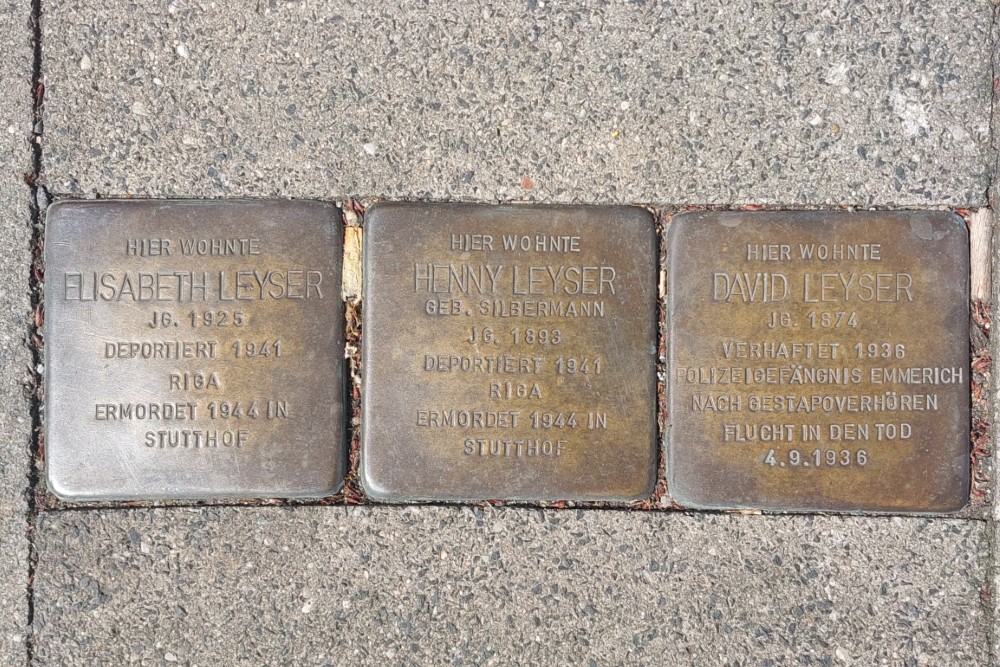 HIER WOHNTE
ELISABETH LEYSER
JG. 1925
DEPORTIERT 1941
RIGA
ERMORDET 1944 IN
STUTTHOF
HIER WOHNTE
HENNY LEYSER
GEB. SILBERMANN
JG. 1893
DEPORTIERT 1941
RIGA
ERMORDET 1944 IN
STUTTHOF
HIER WOHNTE
DAVID LEYSER
JG. 1874
VERHAFTET 1936
POLIZEIGEFÄNGNIS EMMERICH
NACH GESTAPOVERHÖREN
FLUCHT IN DEN TOD
4.9.1936